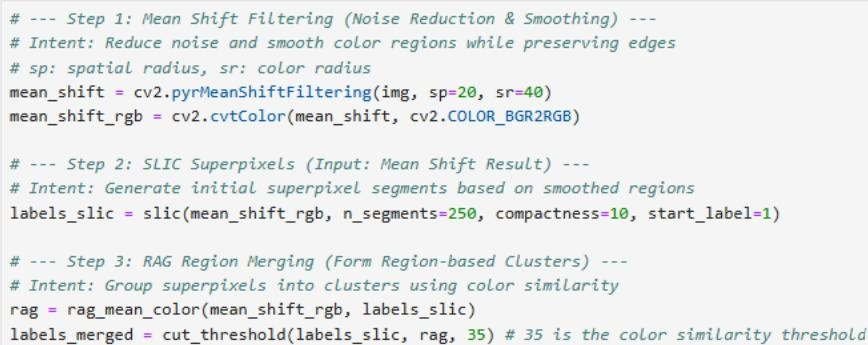 # --- Step 1: Mean Shift Filtering (Noise Reduction & Smoothing) ---
# Intent: Reduce noise and smooth color regions while preserving edges
# sp: spatial radius, sr: color radius
mean_shift = cv2.pyrMeanShiftFiltering(img, sp=20, sr=40)
mean_shift_rgb = cv2.cvtColor(mean_shift, cv2.COLOR_BGR2RGB)
# --- Step 2: SLIC Superpixels (Input: Mean Shift Result) ---
# Intent: Generate initial superpixel segments based on smoothed regions
labels_slic = slic(mean_shift_rgb, n_segments=250, compactness=10, start_label=1)
# --- Step 3: RAG Region Merging (Form Region-based Clusters) ---
# Intent: Group superpixels into clusters using color similarity
rag = rag_mean_color(mean_shift_rgb, labels_slic)
labels_merged = cut_threshold(labels_slic, rag, 35) # 35 is the color similarity threshold